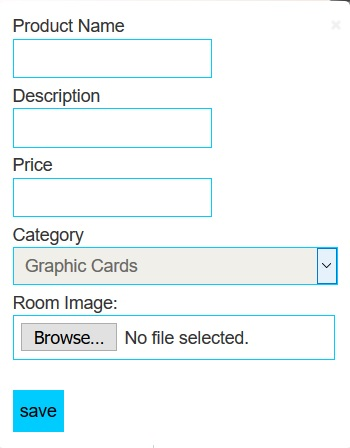 Product Name
Description
Price
Category
Graphic Cards
Room Image:
Browse... No file selected.
save